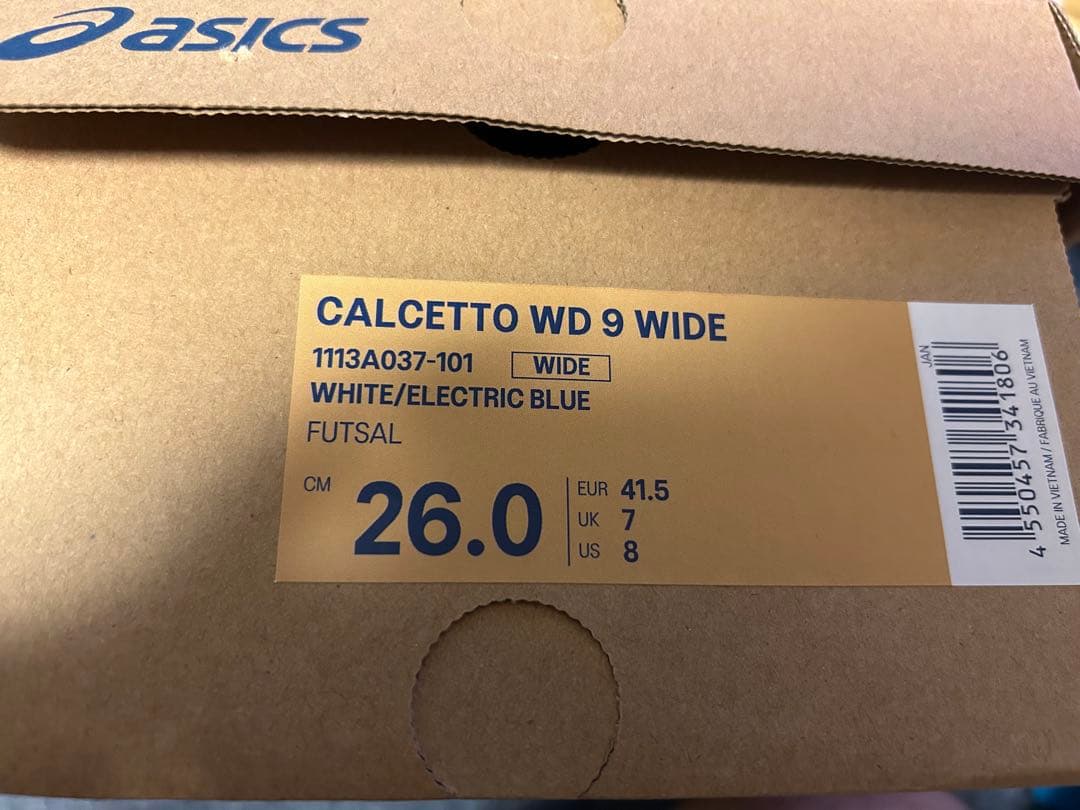 asics
CALCETTO WD 9 WIDE
1113A037-101 WIDE
WHITE/ELECTRIC BLUE
FUTSAL
CM 26.0
EUR 41.5
UK 7
US 8
JAN
4 550457 341806
MADE IN VIETNAM / FABRIQUE AU VIETNAM